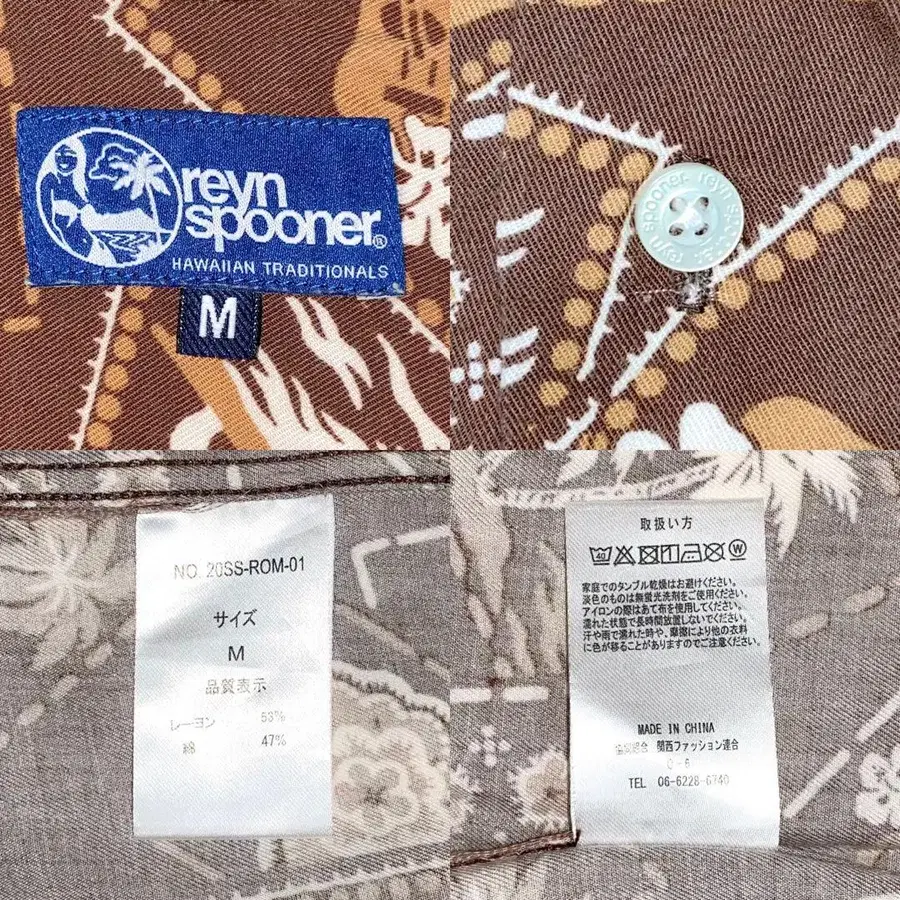 reyn
spooner®
HAWAIIAN TRADITIONALS
M
reyn spooner reyn spooner
NO. 20SS-ROM-01
サイズ
M
品質表示
レーヨン 53%
綿 47%
取扱い方
40 W
家庭でのタンブル乾燥はお避けください。
淡色のものは無蛍光洗剤をご使用ください。
アイロンの際はあて布を使用してください。
濡れた状態で長時間放置しないでください。
汗や雨で濡れた時や、摩擦により他の衣料
に色が移ることがありますのでご注意ください。
MADE IN CHINA
協同組合 関西ファッション連合
0-6
TEL 06-6228-6740